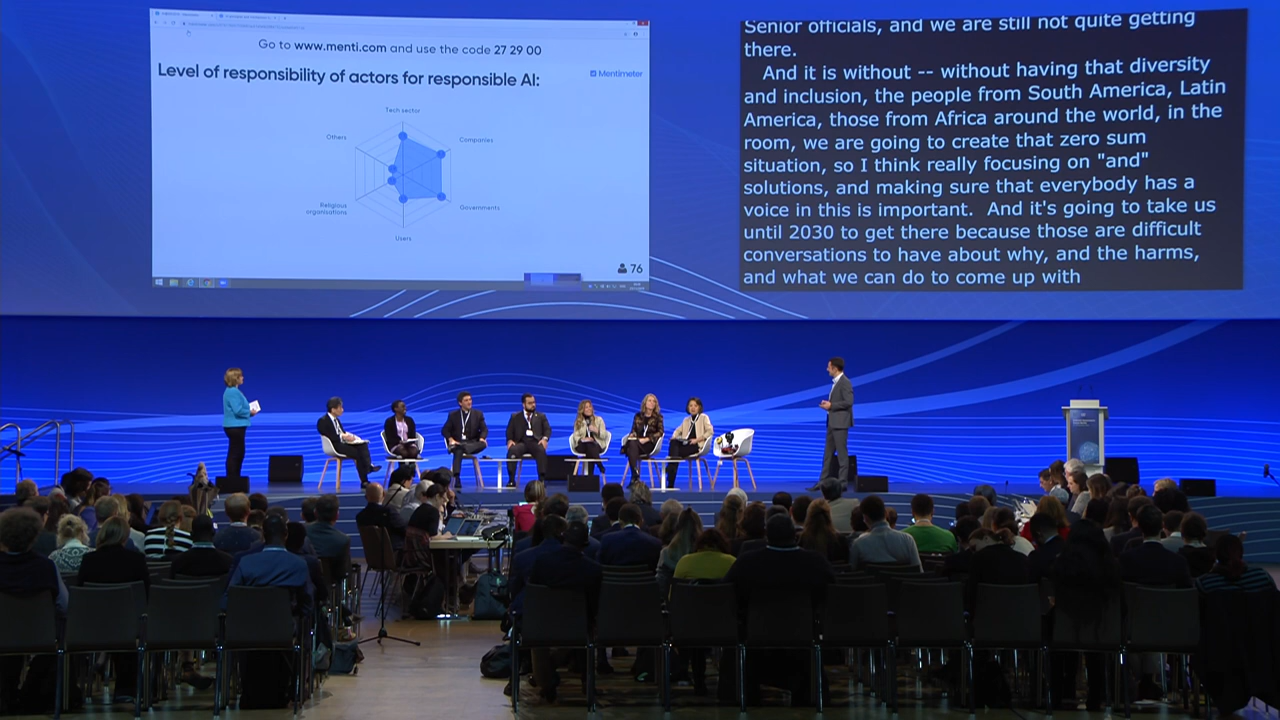 Go to www.menti.com and use the code 27 29 00
Level of responsibility of actors for responsible AI:
Mentimeter
Tech sector
Others
Companies
Religious
organisations
Governments
Users
76
Senior officials, and we are still not quite getting
there.
And it is without -- without having that diversity
and inclusion, the people from South America, Latin
America, those from Africa around the world, in the
room, we are going to create that zero sum
situation, so I think really focusing on "and"
solutions, and making sure that everybody has a
voice in this is important. And it's going to take us
until 2030 to get there because those are difficult
conversations to have about why, and the harms,
and what we can do to come up with